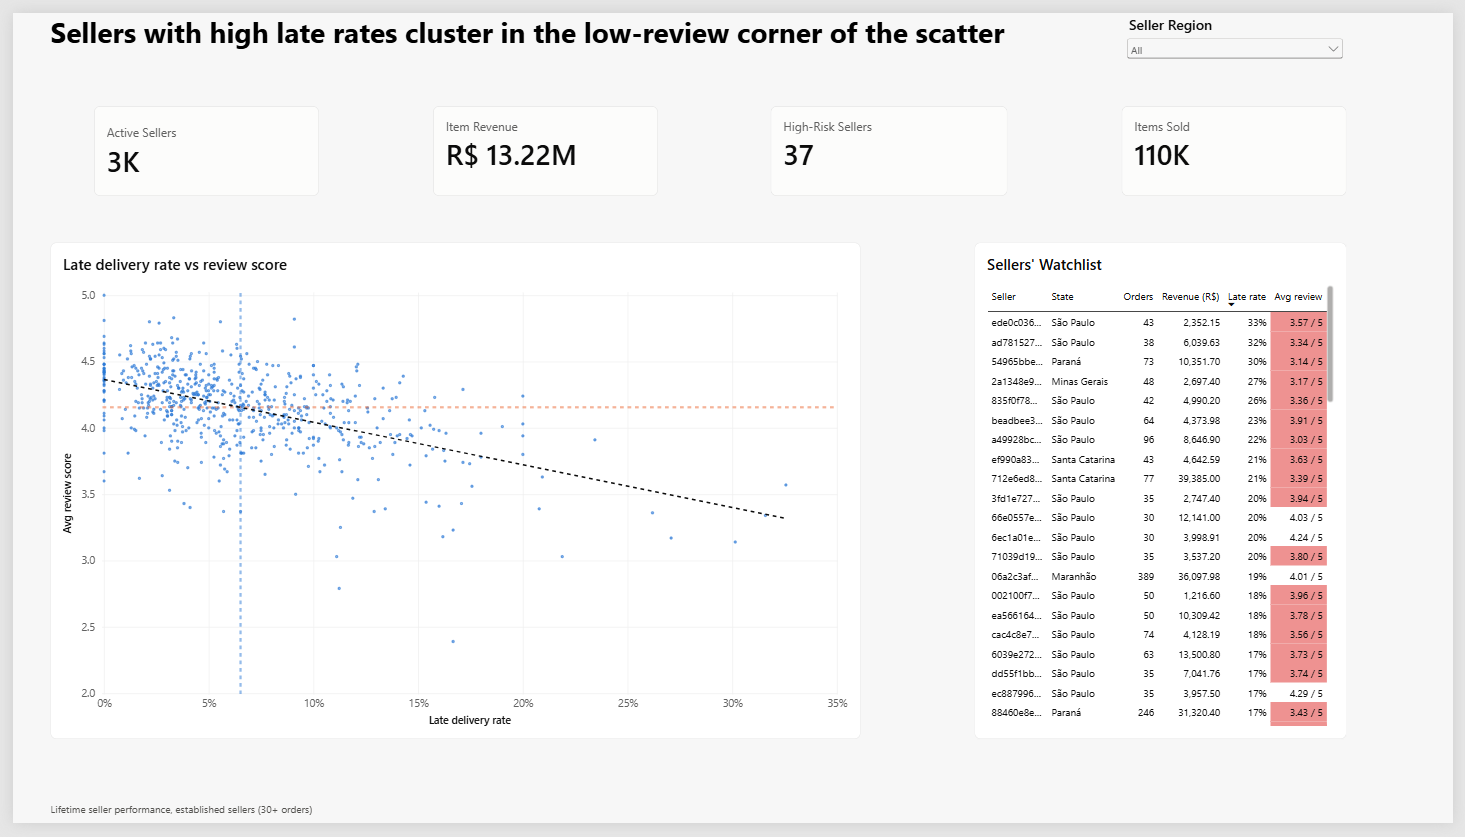 Sellers with high late rates cluster in the low-review corner of the scatter
Seller Region
All
Active Sellers
3K
Item Revenue
R$ 13.22M
High-Risk Sellers
37
Items Sold
110K
Late delivery rate vs review score
5.0
4.5
4.0
3.5
3.0
2.5
2.0
Avg review score
0% 5% 10% 15% 20% 25% 30% 35%
Late delivery rate
Sellers' Watchlist
Seller State Orders Revenue (R$) Late rate Avg review
ede0c036... São Paulo 43 2,352.15 33% 3.57 / 5
ad781527... São Paulo 38 6,039.63 32% 3.34 / 5
54965bbe... Paraná 73 10,351.70 30% 3.14 / 5
2a1348e9... Minas Gerais 48 2,697.40 27% 3.17 / 5
835f0f78... São Paulo 42 4,990.20 26% 3.36 / 5
beadbee3... São Paulo 64 4,373.98 23% 3.91 / 5
a49928bc... São Paulo 96 8,646.90 22% 3.03 / 5
ef990a83... Santa Catarina 43 4,642.59 21% 3.63 / 5
712e6ed8... Santa Catarina 77 39,385.00 21% 3.39 / 5
3fd1e727... São Paulo 35 2,747.40 20% 3.94 / 5
66e0557e... São Paulo 30 12,141.00 20% 4.03 / 5
6ec1a01e... São Paulo 30 3,998.91 20% 4.24 / 5
71039d19... São Paulo 35 3,537.20 20% 3.80 / 5
06a2c3af... Maranhão 389 36,097.98 19% 4.01 / 5
002100f7... São Paulo 50 1,216.60 18% 3.96 / 5
ea566164... São Paulo 50 10,309.42 18% 3.78 / 5
cac4c8e7... São Paulo 74 4,128.19 18% 3.56 / 5
6039e272... São Paulo 63 13,500.80 17% 3.73 / 5
dd55f1bb... São Paulo 35 7,041.76 17% 3.74 / 5
ec887996... São Paulo 35 3,957.50 17% 4.29 / 5
88460e8e... Paraná 246 31,320.40 17% 3.43 / 5
Lifetime seller performance, established sellers (30+ orders)